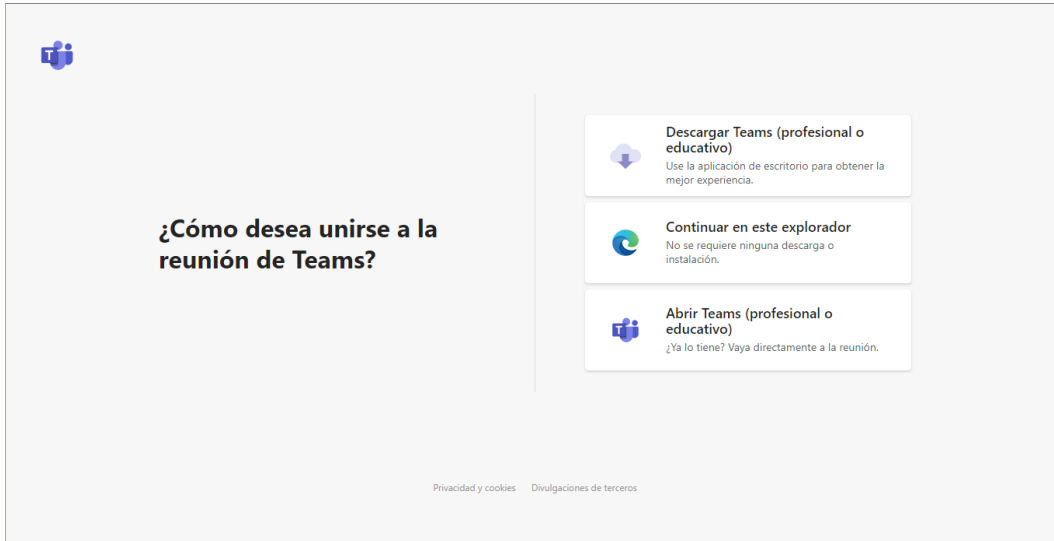 ¿Cómo desea unirse a la
reunión de Teams?
Descargar Teams (profesional o
educativo)
Use la aplicación de escritorio para obtener la
mejor experiencia.
Continuar en este explorador
No se requiere ninguna descarga o
instalación.
Abrir Teams (profesional o
educativo)
¿Ya lo tiene? Vaya directamente a la reunión.
Privacidad y cookies Divulgaciones de terceros